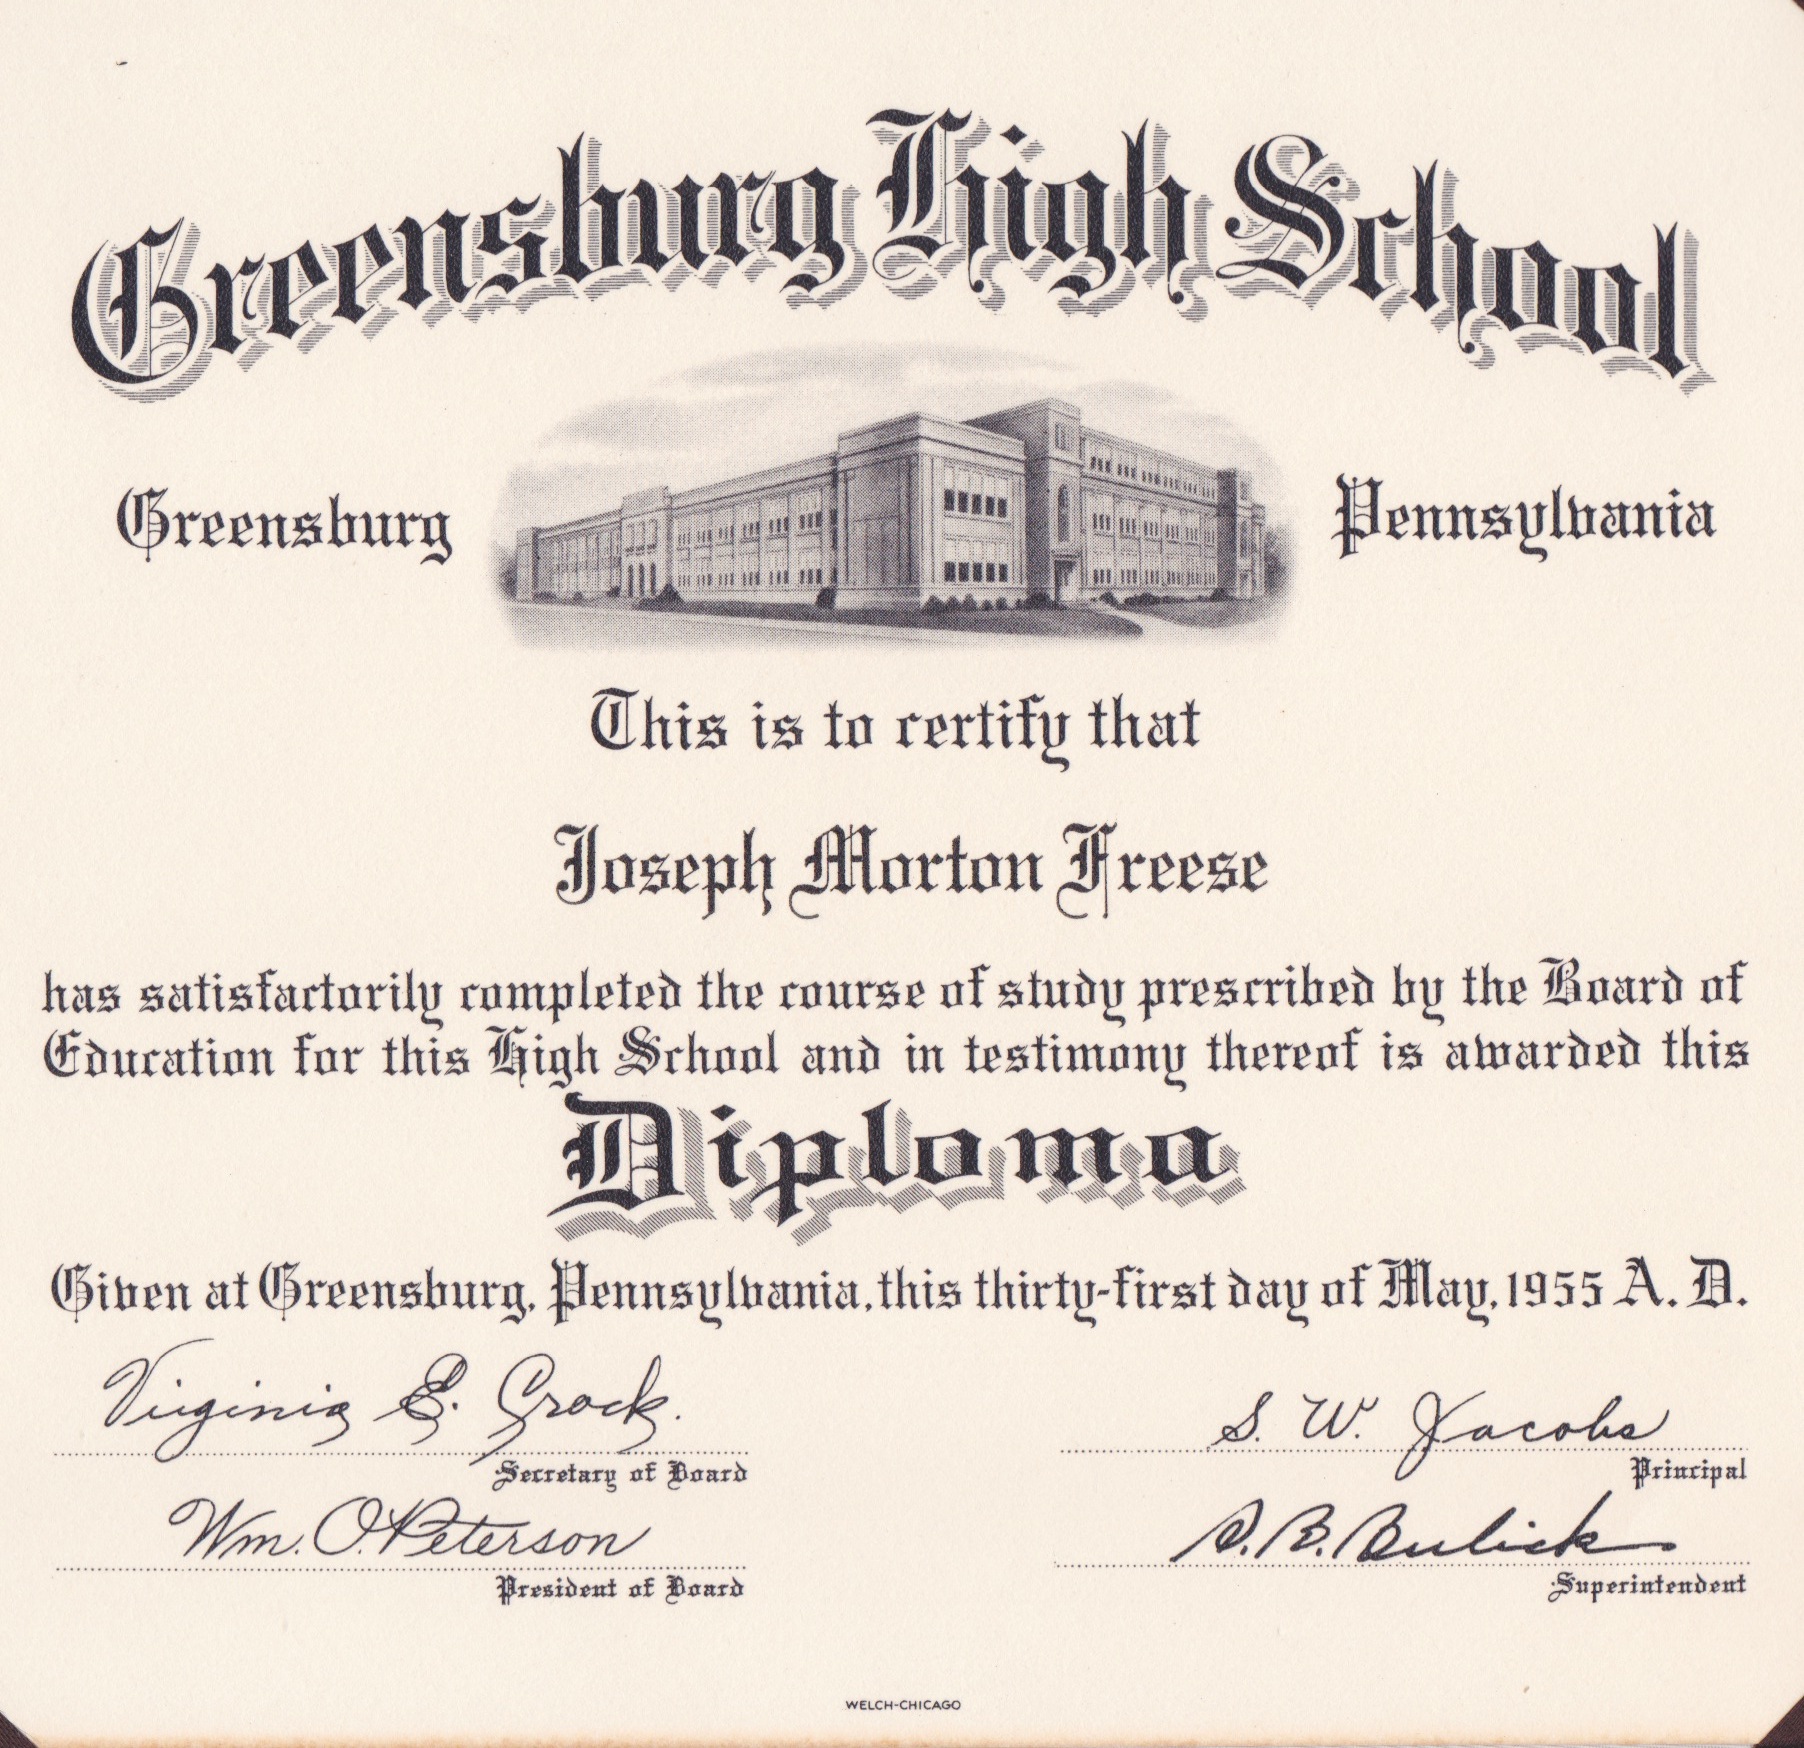 Greensburg High School
Greensburg
Pennsylvania
This is to certify that
Joseph Morton Freese
has satisfactorily completed the course of study prescribed by the Board of
Education for this High School and in testimony thereof is awarded this
Diploma
Given at Greensburg, Pennsylvania, this thirty-first day of May, 1955 A. D.
Virginia E. Crock.
Secretary of Board
S. W. Jacobs
Principal
Wm. O. Peterson
President of Board
S. B. Bulick
Superintendent
WELCH-CHICAGO